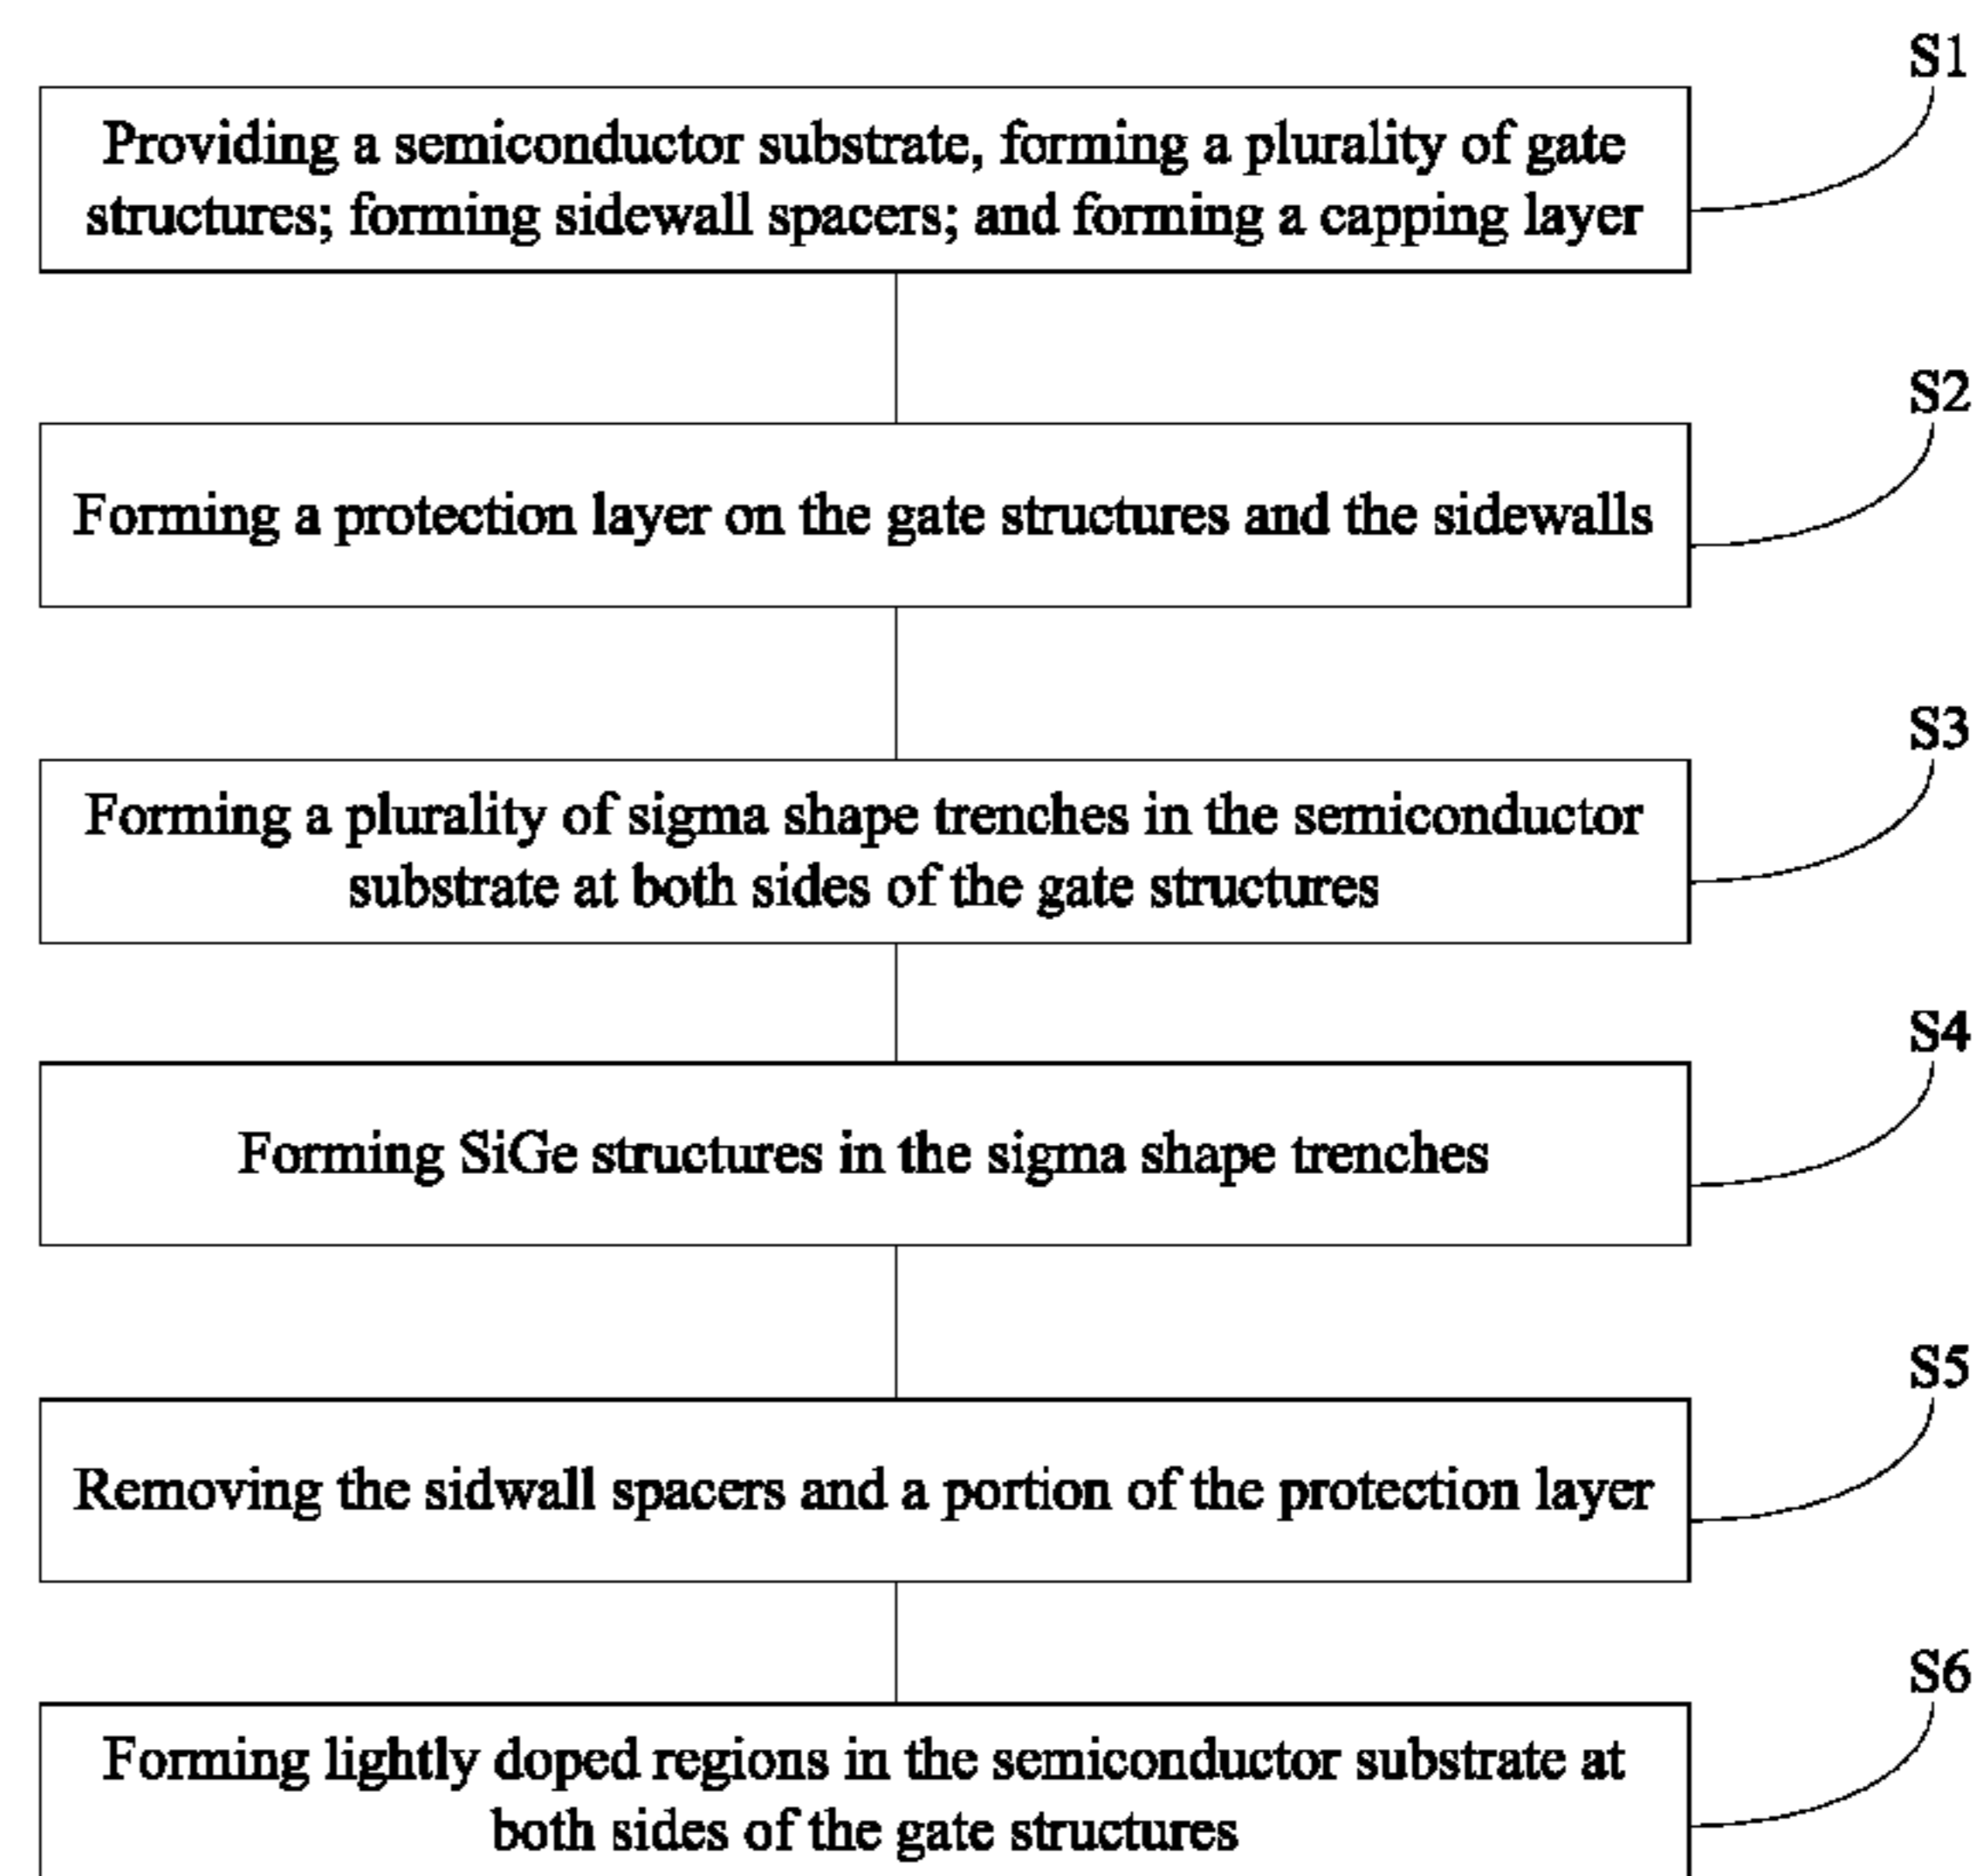 S1
Providing a semiconductor substrate, forming a plurality of gate
structures; forming sidewall spacers; and forming a capping layer
S2
Forming a protection layer on the gate structures and the sidewalls
S3
Forming a plurality of sigma shape trenches in the semiconductor
substrate at both sides of the gate structures
S4
Forming SiGe structures in the sigma shape trenches
S5
Removing the sidwall spacers and a portion of the protection layer
S6
Forming lightly doped regions in the semiconductor substrate at
both sides of the gate structures